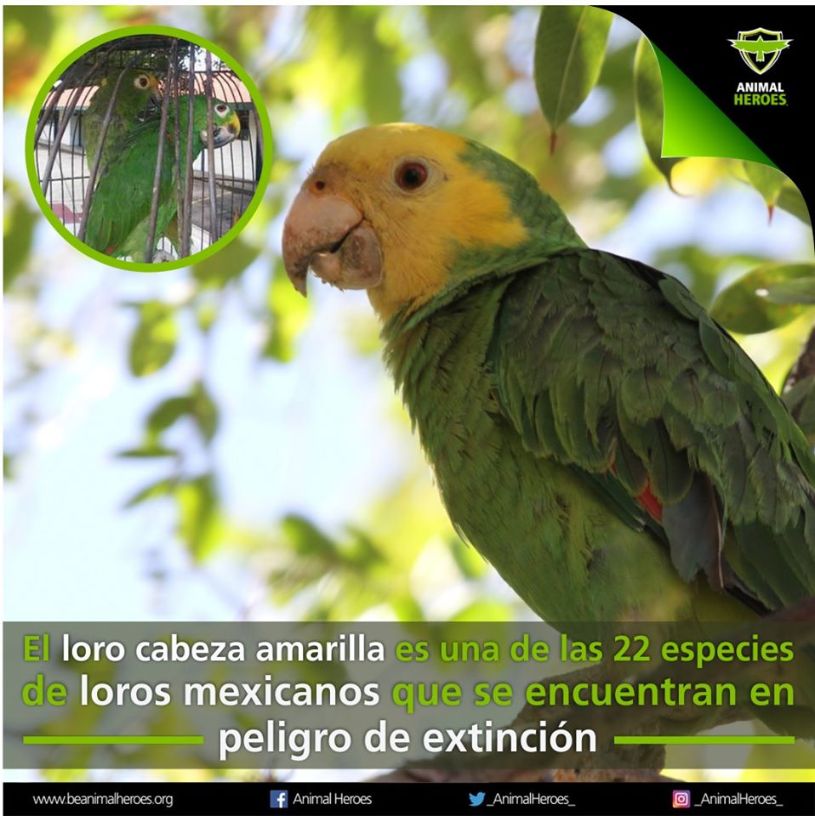 ANIMAL
HEROES
El loro cabeza amarilla es una de las 22 especies
de loros mexicanos que se encuentran en
peligro de extinción
www.beanimalheroes.org Animal Heroes _AnimalHeroes_ _AnimalHeroes_